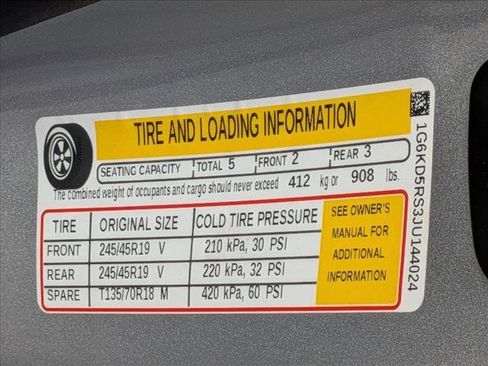 TIRE AND LOADING INFORMATION
SEATING CAPACITY TOTAL 5 FRONT 2 REAR 3
The combined weight of occupants and cargo should never exceed 412 kg or 908 lbs.
TIRE ORIGINAL SIZE COLD TIRE PRESSURE
FRONT 245/45R19 V 210 kPa, 30 PSI
REAR 245/45R19 V 220 kPa, 32 PSI
SPARE T135/70R18 M 420 kPa, 60 PSI
SEE OWNER'S
MANUAL FOR
ADDITIONAL
INFORMATION
1G6KD5RS3JU144024